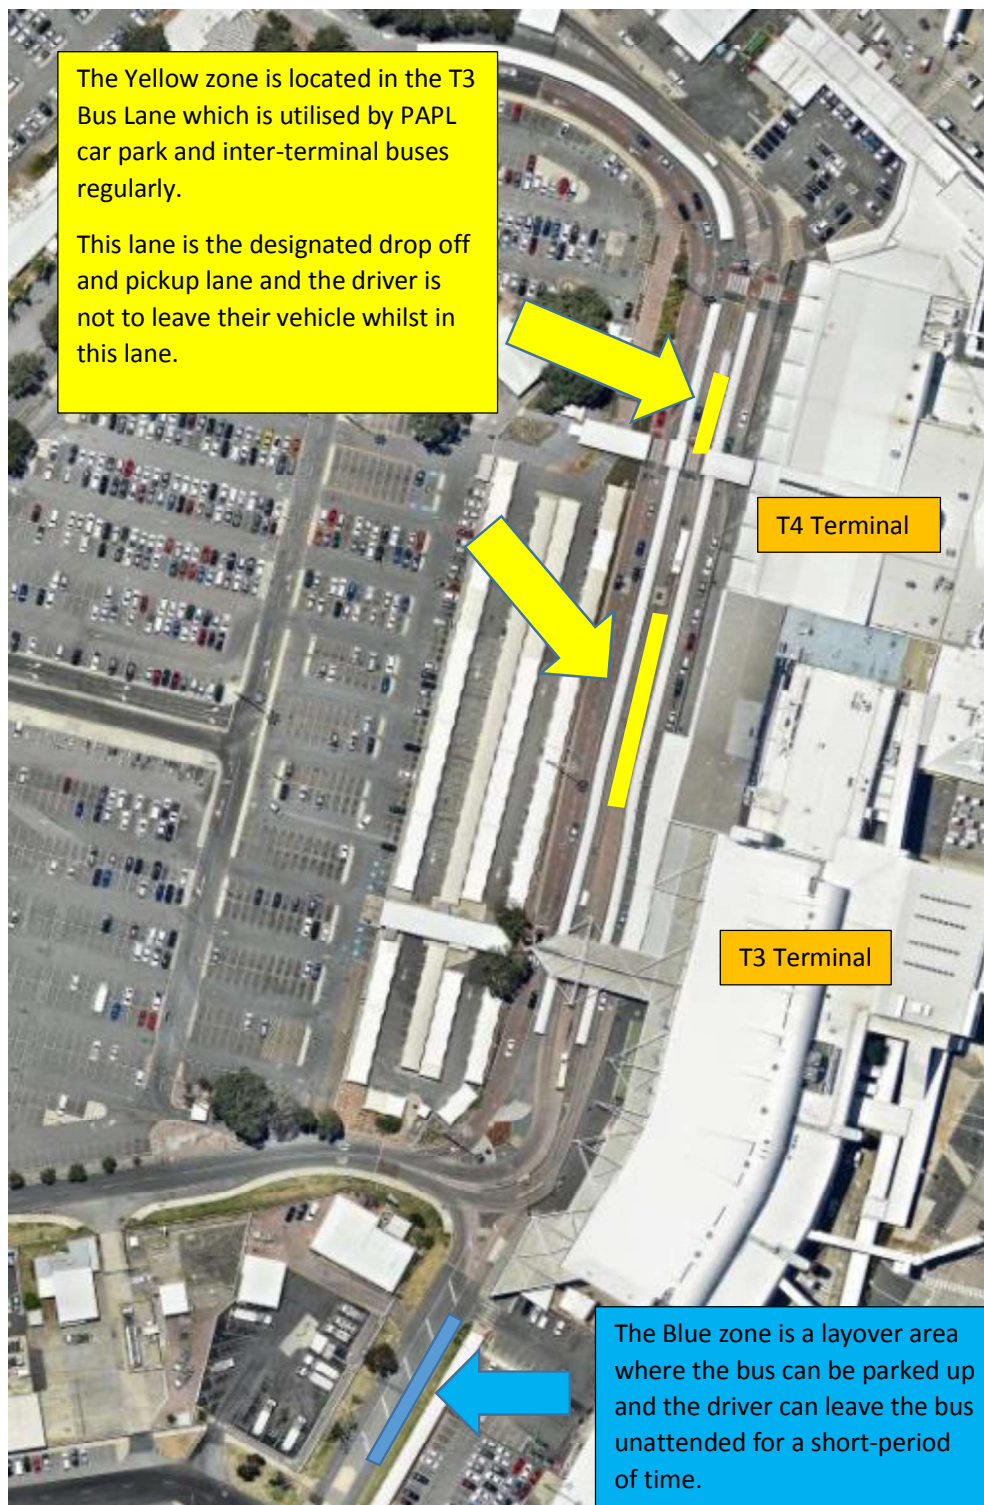 The Yellow zone is located in the T3
Bus Lane which is utilised by PAPL
car park and inter-terminal buses
regularly.
This lane is the designated drop off
and pickup lane and the driver is
not to leave their vehicle whilst in
this lane.
T4 Terminal
T3 Terminal
The Blue zone is a layover area
where the bus can be parked up
and the driver can leave the bus
unattended for a short-period
of time.